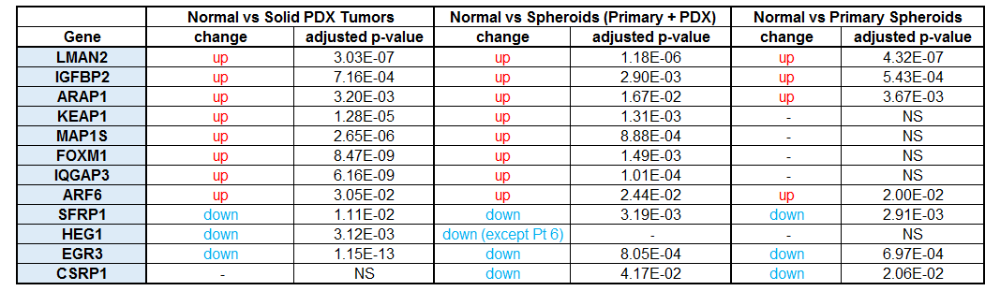 Normal vs Solid PDX Tumors Normal vs Spheroids (Primary + PDX) Normal vs Primary Spheroids
Gene change adjusted p-value change adjusted p-value change adjusted p-value
LMAN2 up 3.03E-07 up 1.18E-06 up 4.32E-07
IGFBP2 up 7.16E-04 up 2.90E-03 up 5.43E-04
ARAP1 up 3.20E-03 up 1.67E-02 up 3.67E-03
KEAP1 up 1.28E-05 up 1.31E-03 - NS
MAP1S up 2.65E-06 up 8.88E-04 - NS
FOXM1 up 8.47E-09 up 1.49E-03 - NS
IQGAP3 up 6.16E-09 up 1.01E-04 - NS
ARF6 up 3.05E-02 up 2.44E-02 up 2.00E-02
SFRP1 down 1.11E-02 down 3.19E-03 down 2.91E-03
HEG1 down 3.12E-03 down (except Pt 6) - - NS
EGR3 down 1.15E-13 down 8.05E-04 down 6.97E-04
CSRP1 - NS down 4.17E-02 down 2.06E-02